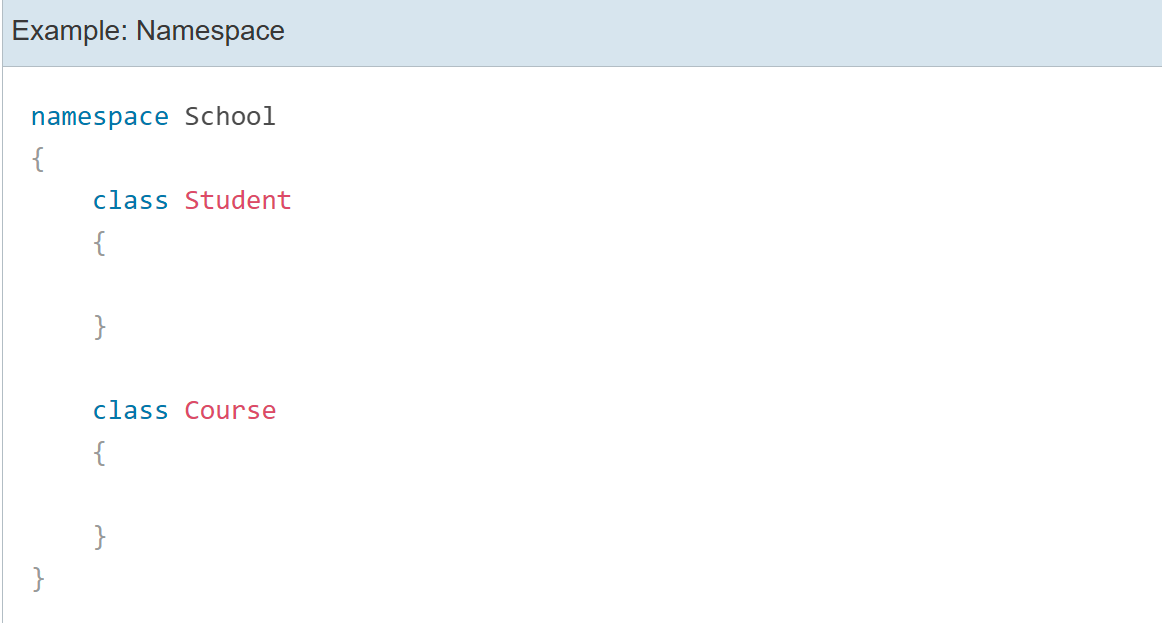 Example: Namespace
namespace School
{
    class Student
    {
    }
    class Course
    {
    }
}